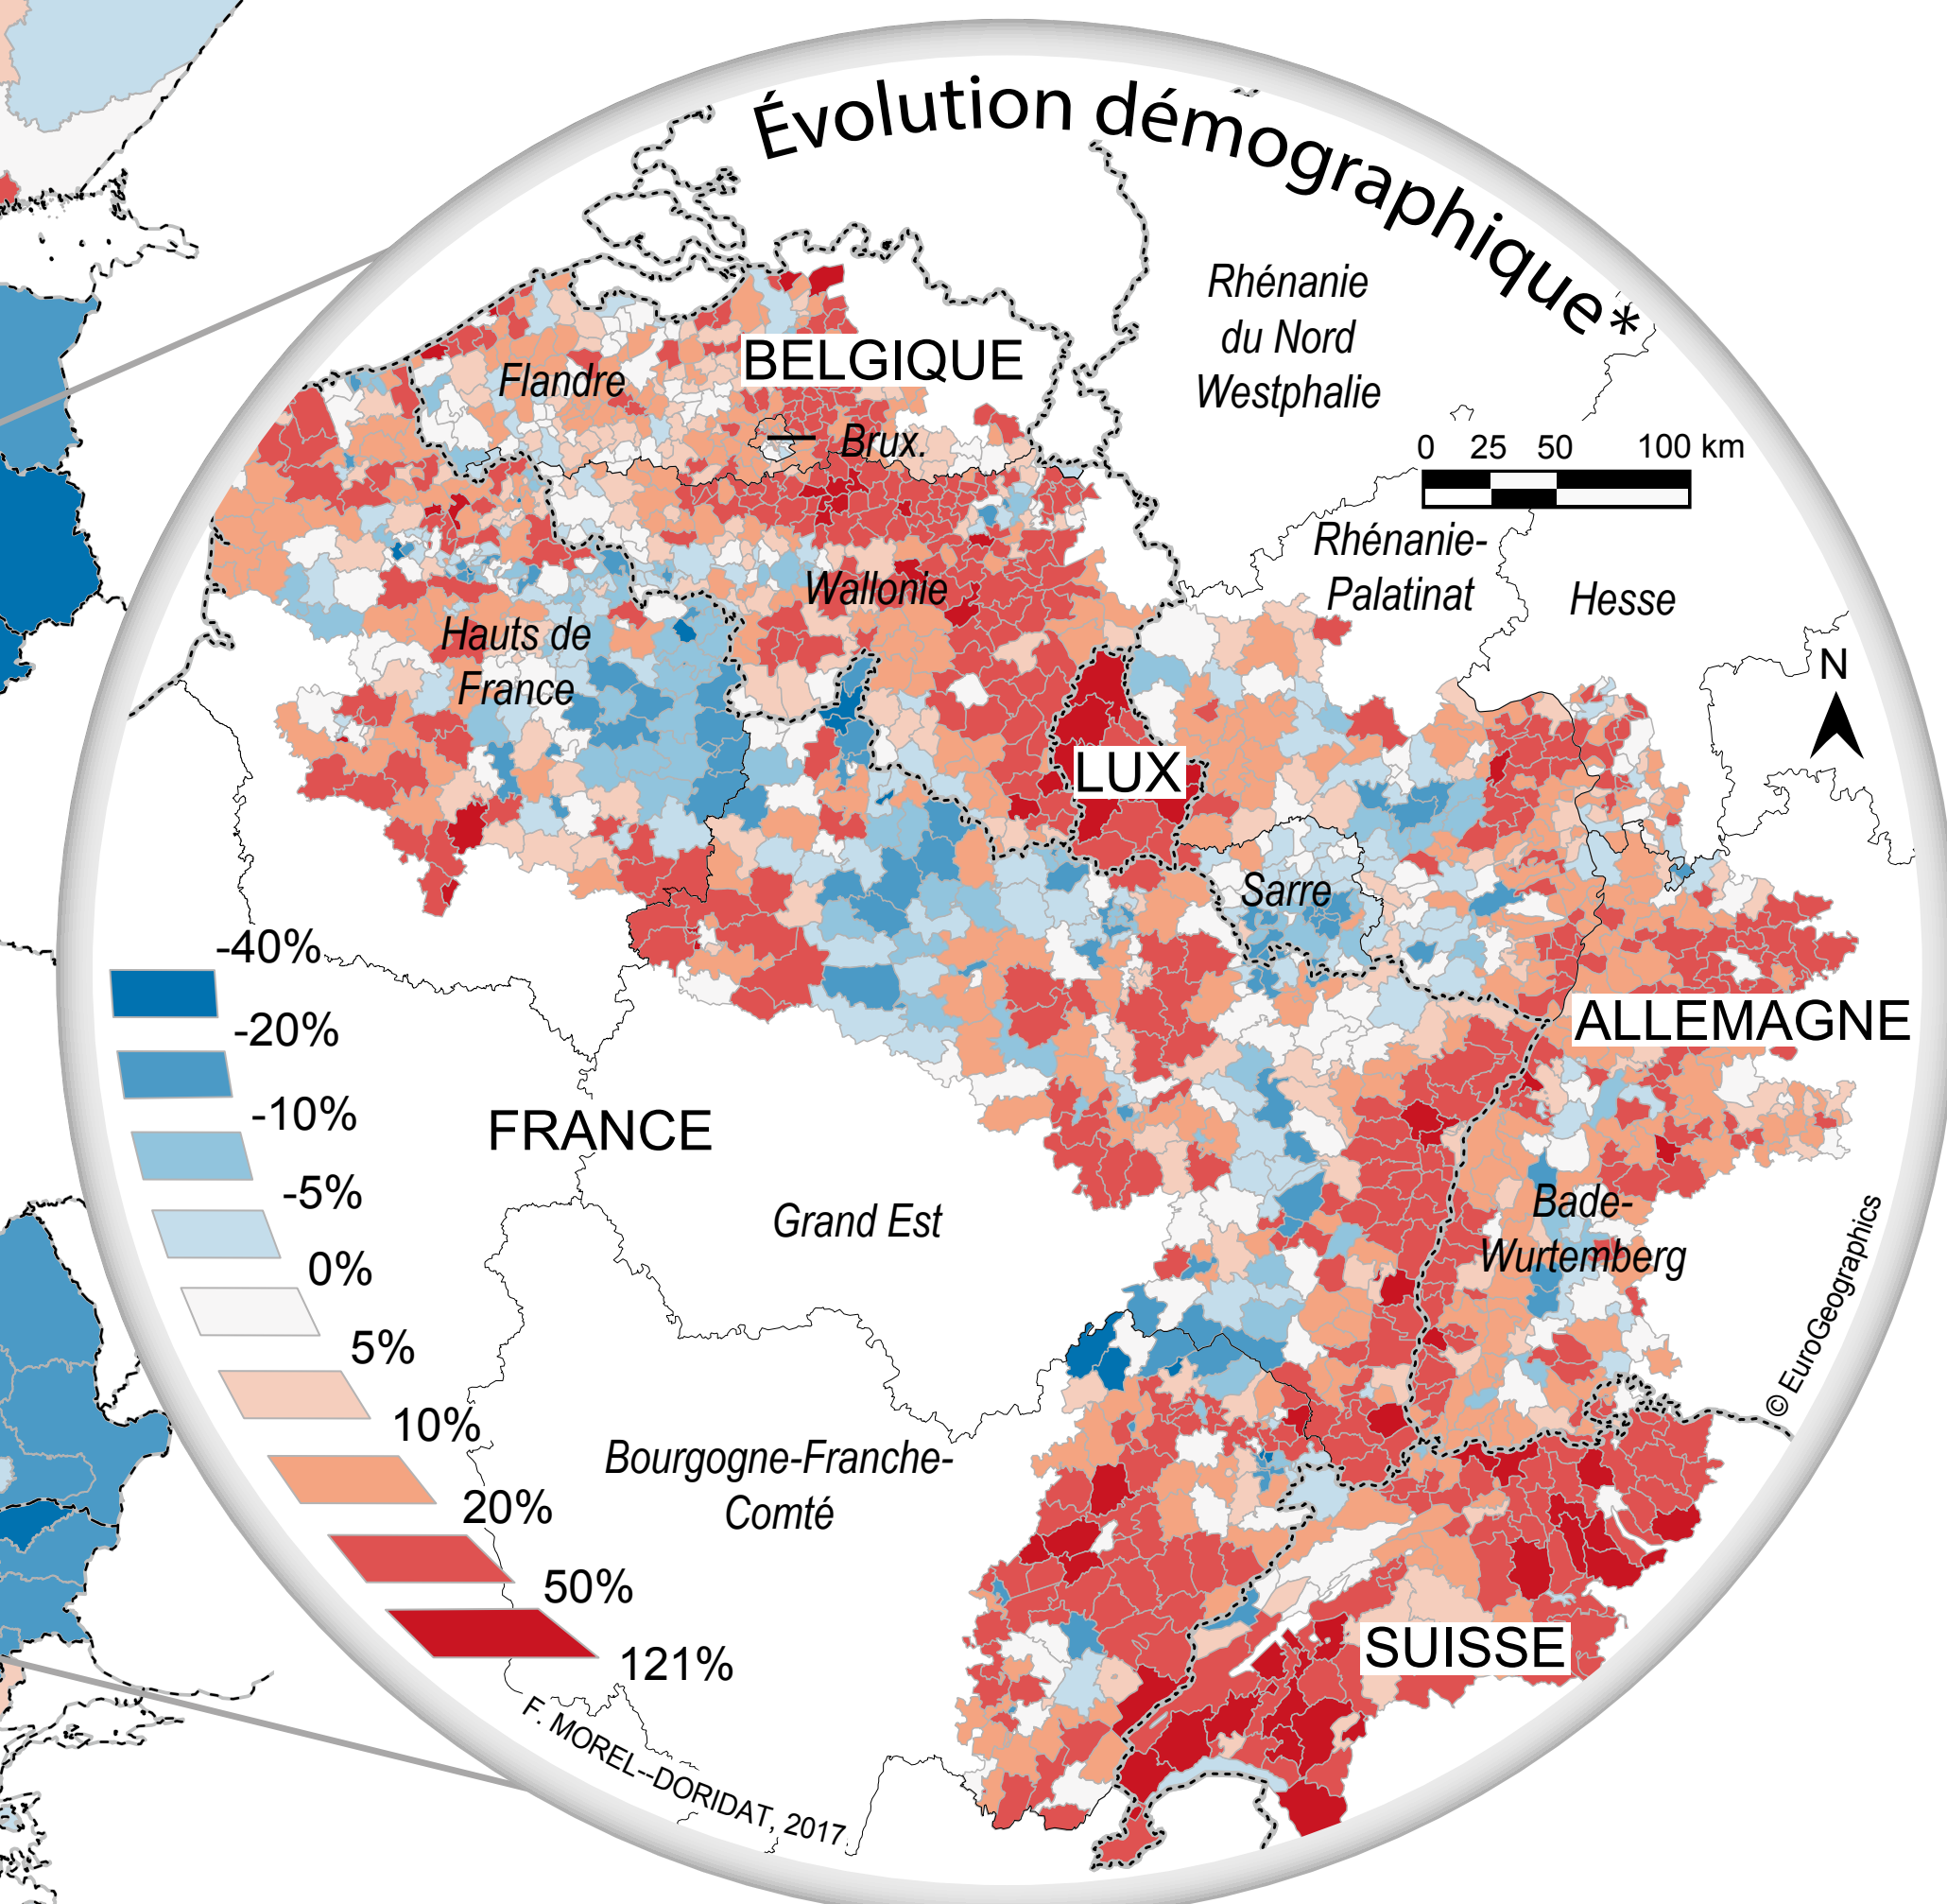 Évolution démographique*
Rhénanie
du Nord
Westphalie
BELGIQUE
Flandre
Brux.
0 25 50 100 km
Rhénanie-
Palatinat
Hesse
Wallonie
Hauts de
France
N
LUX
Sarre
-40%
-20%
-10%
-5%
0%
5%
10%
20%
50%
121%
ALLEMAGNE
FRANCE
Grand Est
Bade-
Wurtemberg
© EuroGeographics
Bourgogne-Franche-
Comté
SUISSE
F. MOREL--DORIDAT, 2017.